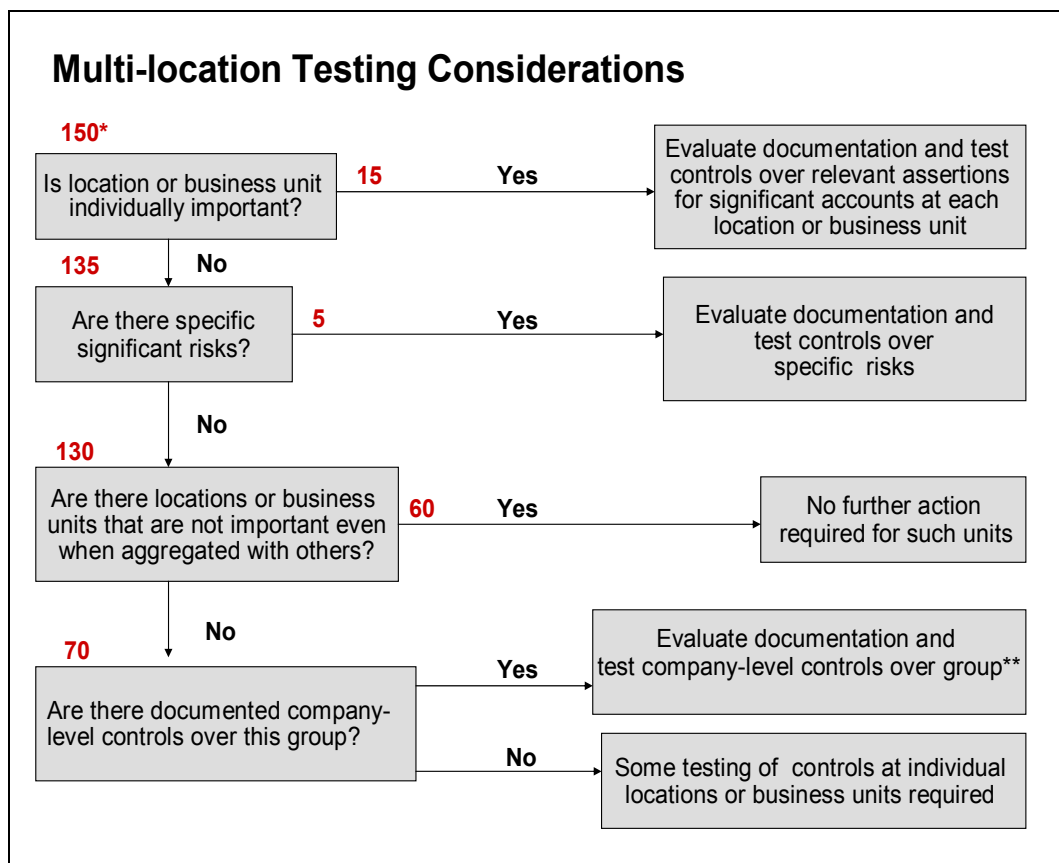 Multi-location Testing Considerations
150*
Is location or business unit
individually important?
15
Yes
Evaluate documentation and test
controls over relevant assertions
for significant accounts at each
location or business unit
No
135
Are there specific
significant risks?
5
Yes
Evaluate documentation and
test controls over
specific risks
No
130
Are there locations or business
units that are not important even
when aggregated with others?
60
Yes
No further action
required for such units
No
70
Are there documented company-
level controls over this group?
Yes
Evaluate documentation and
test company-level controls over group**
No
Some testing of controls at individual
locations or business units required